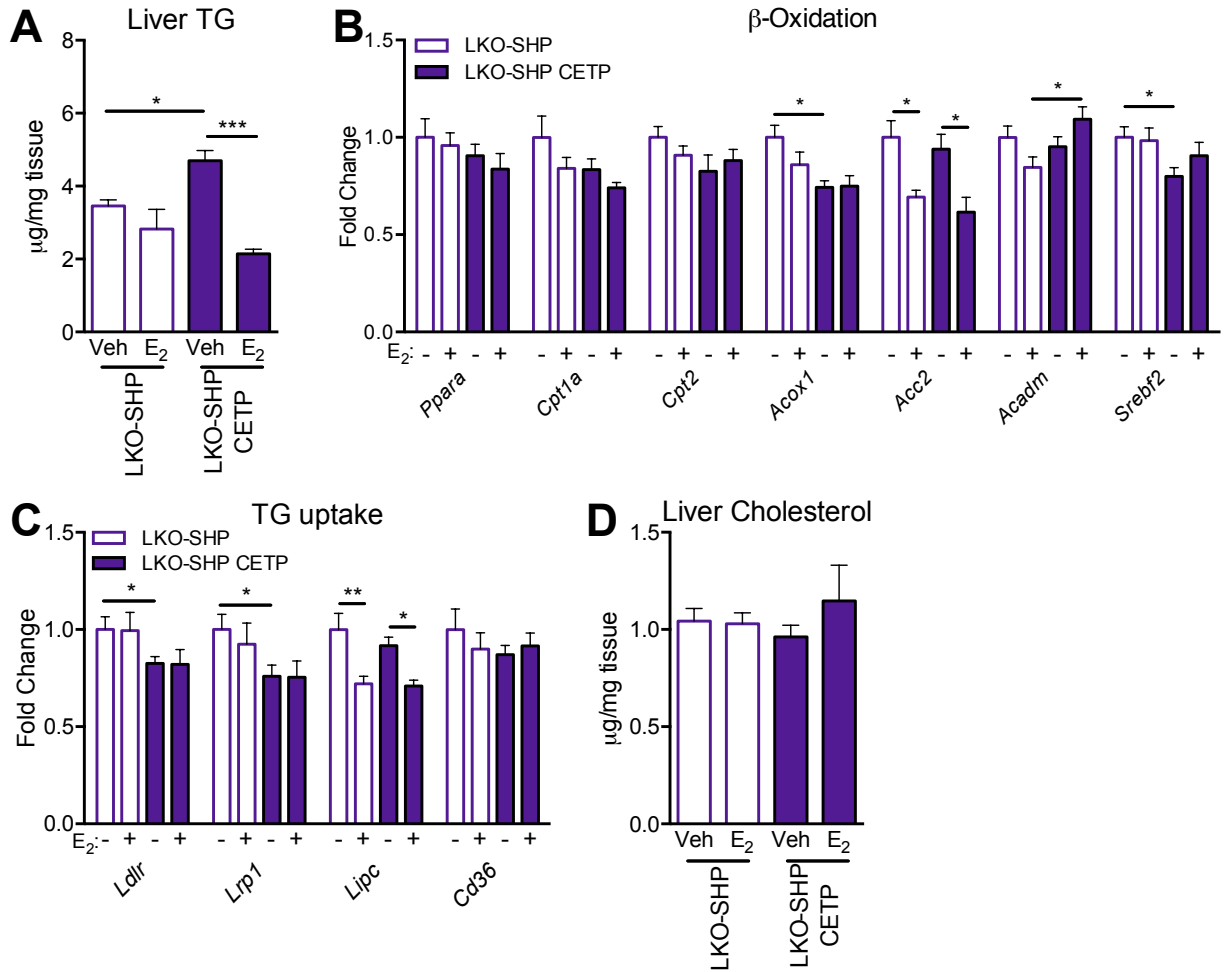 A Liver TG
8
6
4
2
0
µg/mg tissue
*
***
Veh E₂ Veh E₂
LKO-SHP
LKO-SHP
CETP
B β-Oxidation
LKO-SHP
LKO-SHP CETP
1.5
1.0
0.5
0.0
Fold Change
* * * * *
E₂: - + - + - + - + - + - + - + - + - + - + - + - + - + - +
Ppara Cpt1a Cpt2 Acox1 Acc2 Acadm Srebf2
C TG uptake
LKO-SHP
LKO-SHP CETP
1.5
1.0
0.5
0.0
Fold Change
* * ** *
E₂: - + - + - + - + - + - + - + - +
Ldlr Lrp1 Lipc Cd36
D Liver Cholesterol
1.5
1.0
0.5
0.0
µg/mg tissue
Veh E₂ Veh E₂
LKO-SHP
LKO-SHP
CETP